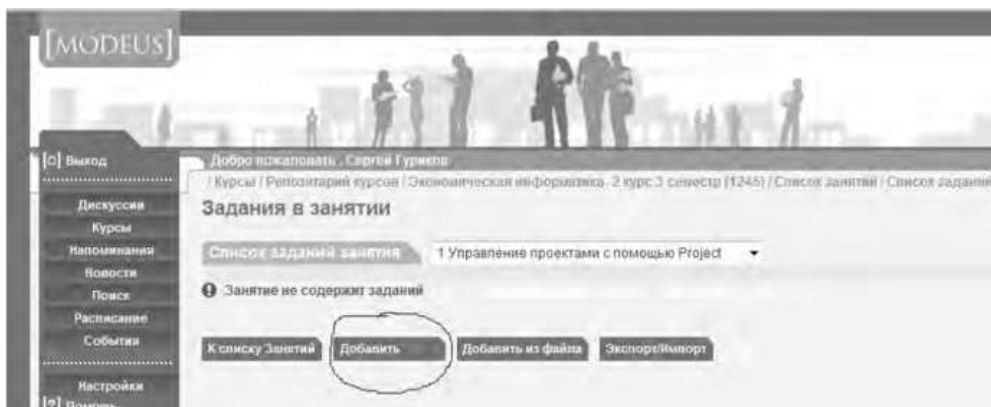 [MODEUS]
[O] Выход
Добро пожаловать, Сергей Гуриков
/ Курсы / Репозитарий курсов / Экономическая информатика- 2 курс 3 семестр (1245) / Список занятий / Список заданий
Дискуссии
Курсы
Напоминания
Новости
Поиск
Расписание
События
Настройки
[?] Помощь
Задания в занятии
Список заданий занятия
1 Управление проектами с помощью Project
Занятие не содержит заданий
К списку Занятий
Добавить
Добавить из файла
Экспорт/Импорт